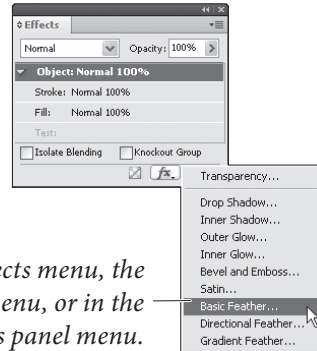 Effects
Normal Opacity: 100%
Object: Normal 100%
Stroke: Normal 100%
Fill: Normal 100%
Text:
Isolate Blending Knockout Group
fx.
Transparency...
Drop Shadow...
Inner Shadow...
Outer Glow...
Inner Glow...
Bevel and Emboss...
Satin...
Basic Feather...
Directional Feather...
Gradient Feather...
ects menu, the
enu, or in the
s panel menu.